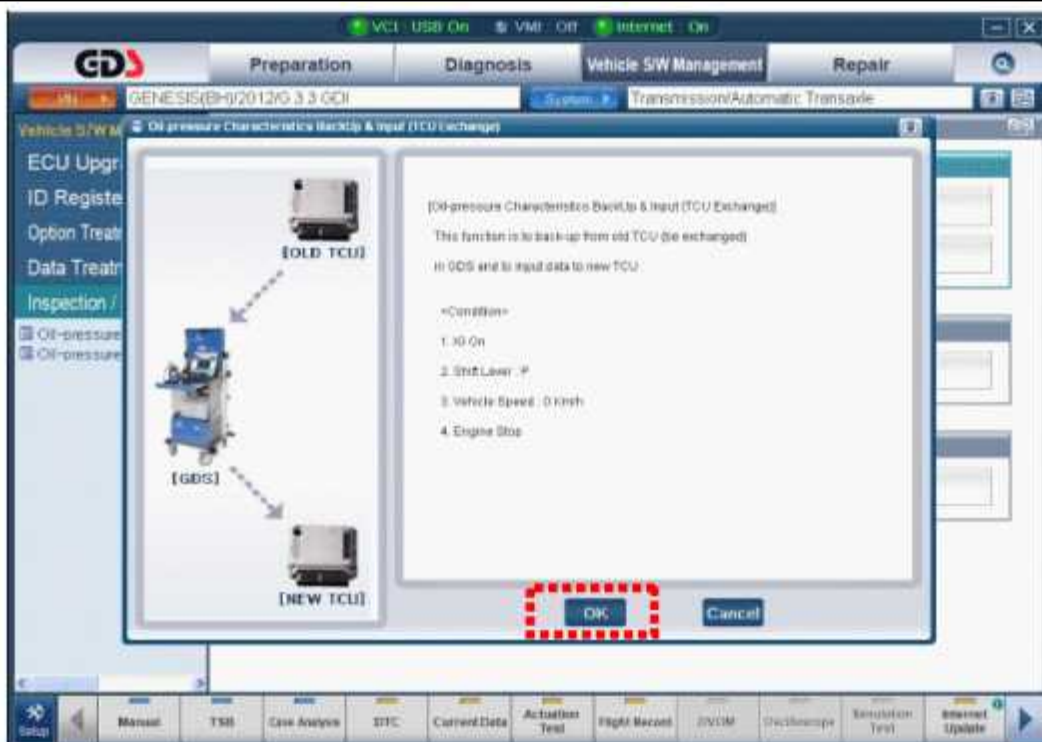 VCI : USB On VMI : Off Internet : On
GDS Preparation Diagnosis Vehicle S/W Management Repair
VIN GENESIS(BH)/2012/G 3.3 GDI System Transmission/Automatic Transaxle
Vehicle S/W M
Oil-pressure Characteristics BackUp & Input (TCU Exchange)
ECU Upgr
ID Registe
Option Treatr
Data Treatr
Inspection /
Oil-pressure
Oil-pressure
[OLD TCU]
[GDS]
[NEW TCU]
[Oil-pressure Characteristics BackUp & Input (TCU Exchange)]
This function is to back-up from old TCU (be exchanged)
in GDS and to input data to new TCU
<Condition>
1. IG On
2. Shift Lever : P
3. Vehicle Speed : 0 Km/h
4. Engine Stop
OK Cancel
Setup Manual TSB Case Analysis DTC Current Data Actuation Test Flight Record DVOM Oscilloscope Simulation Test Internet Update